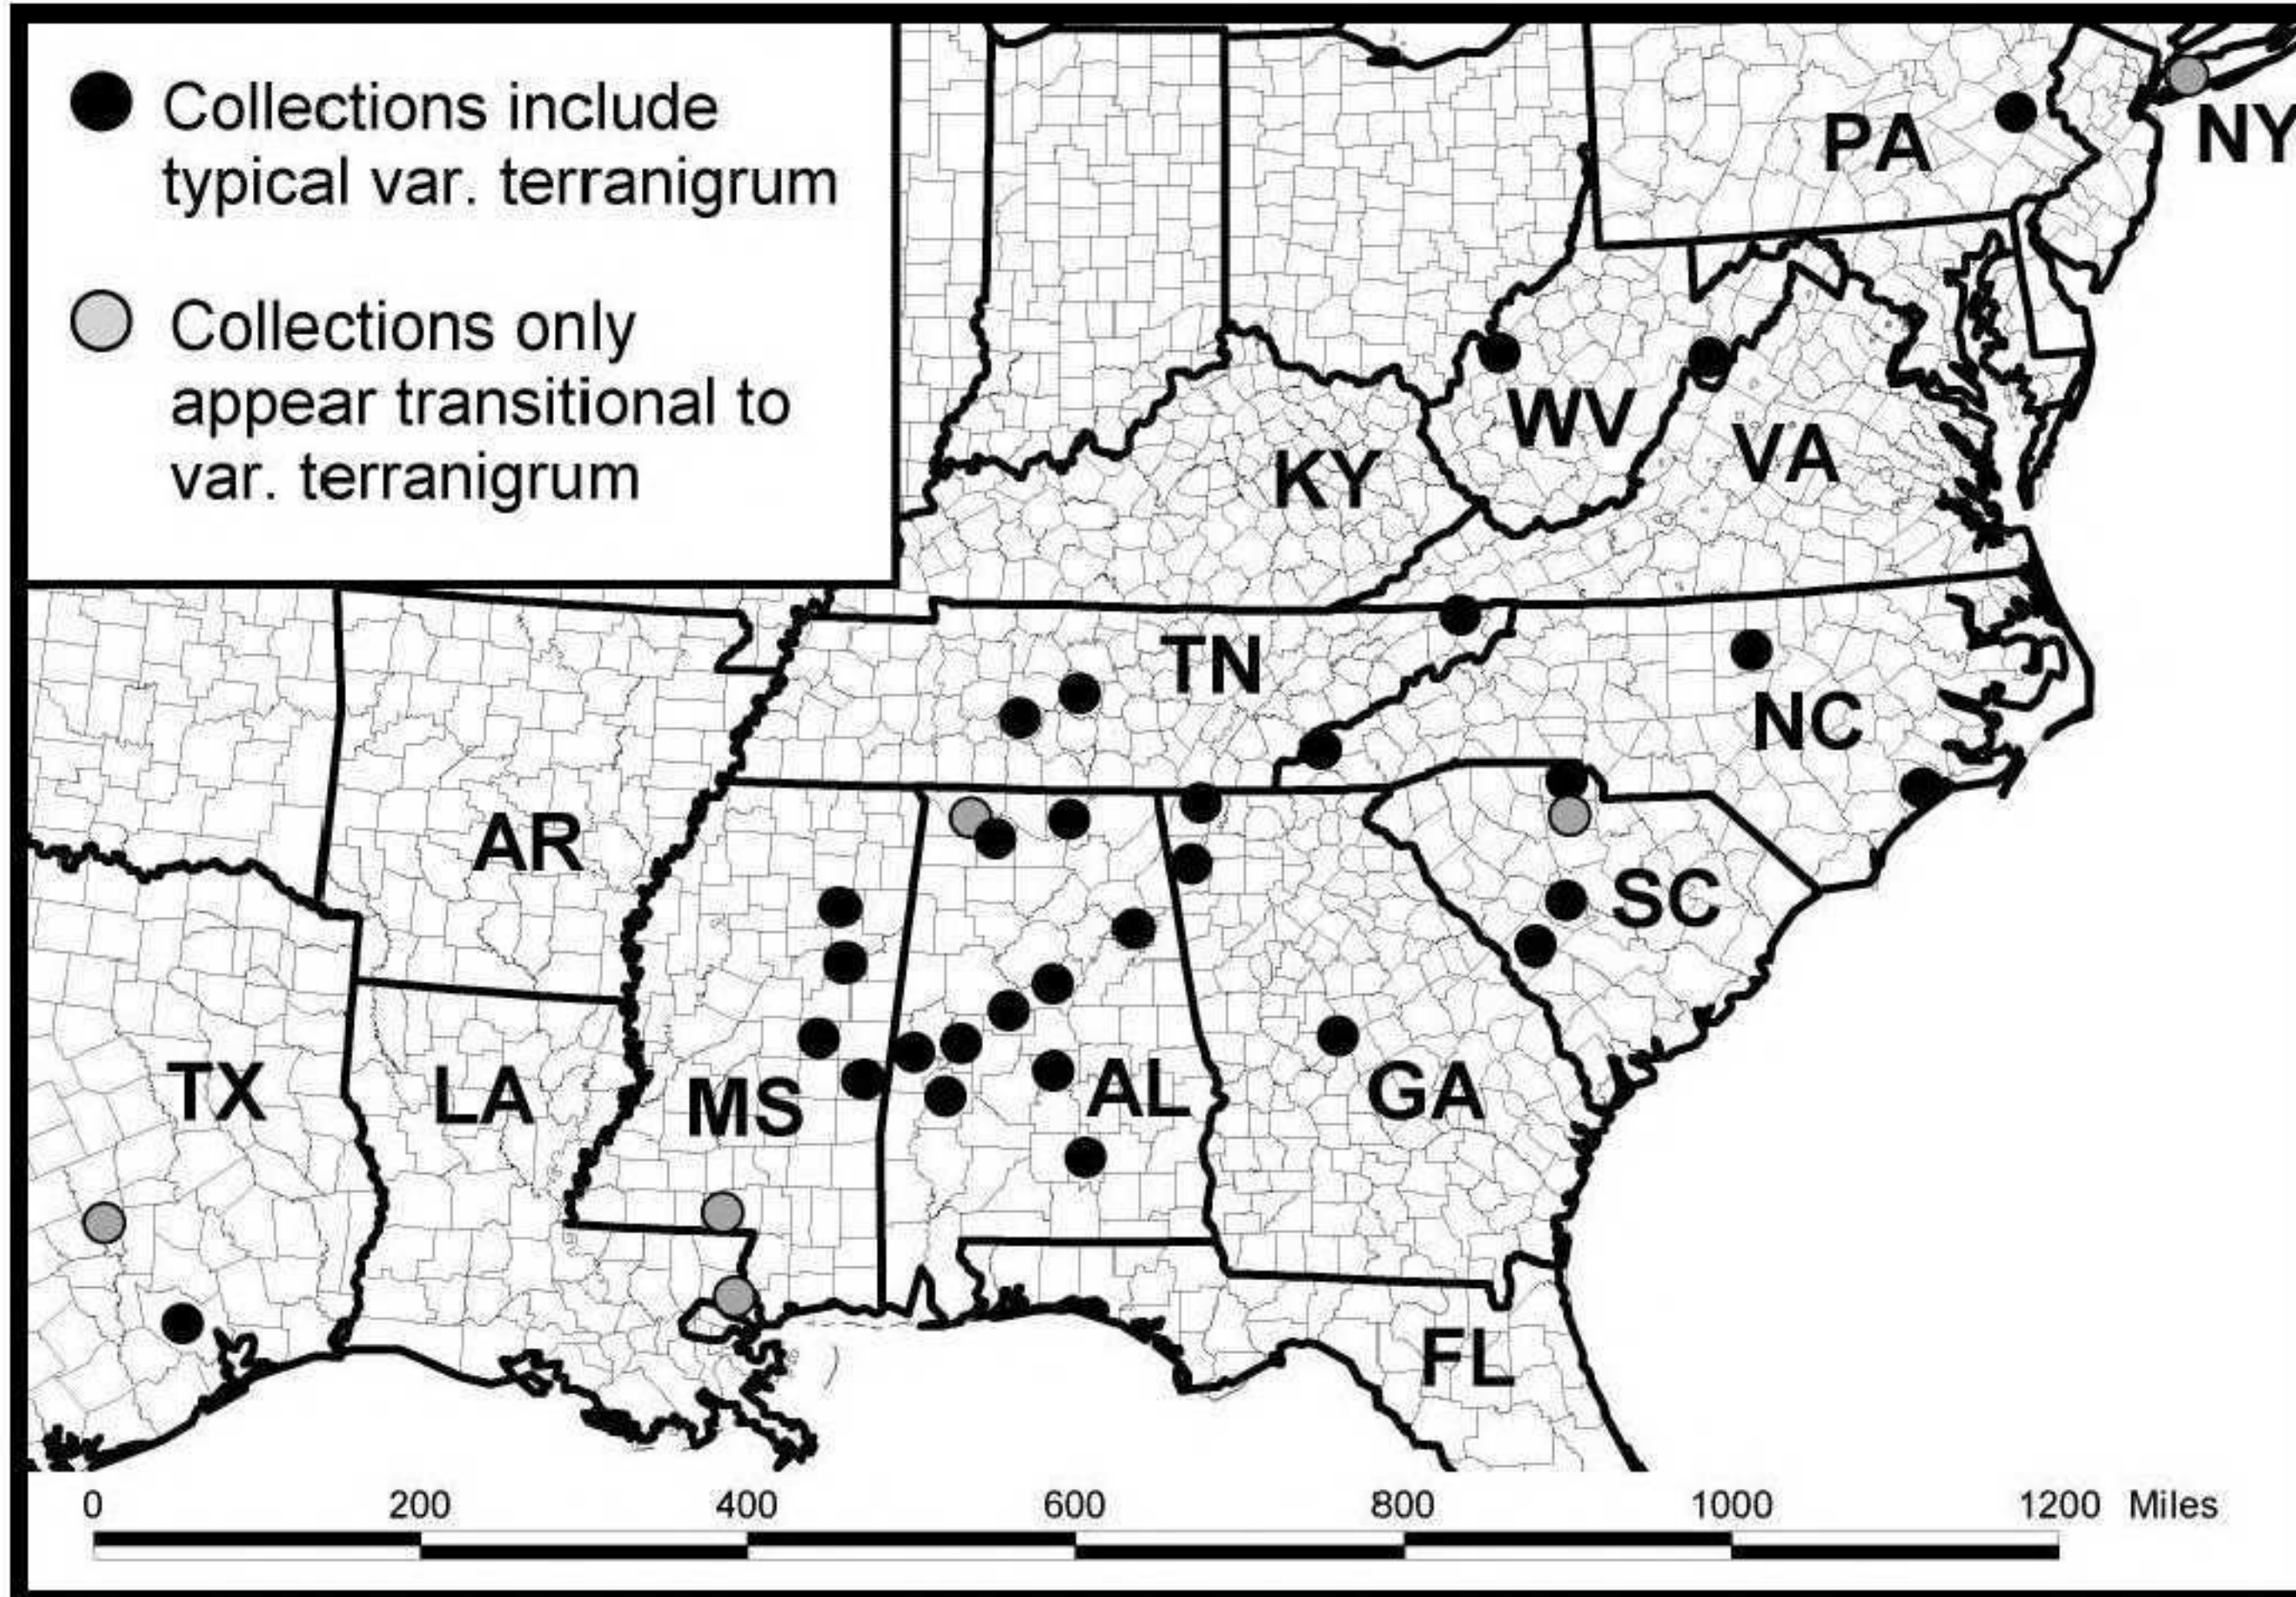 Collections include
typical var. terranigrum
Collections only
appear transitional to
var. terranigrum
PA
NY
WV
VA
KY
TN
NC
AR
SC
TX
LA
MS
AL
GA
FL
0 200 400 600 800 1000 1200 Miles